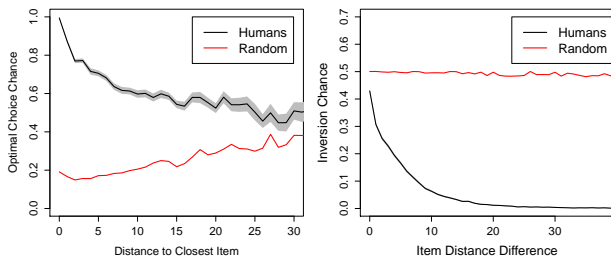 Optimal Choice Chance
0.0 0.2 0.4 0.6 0.8 1.0
Humans
Random
0 5 10 15 20 25 30
Distance to Closest Item
Inversion Chance
0.0 0.1 0.2 0.3 0.4 0.5 0.6 0.7
Humans
Random
0 10 20 30
Item Distance Difference